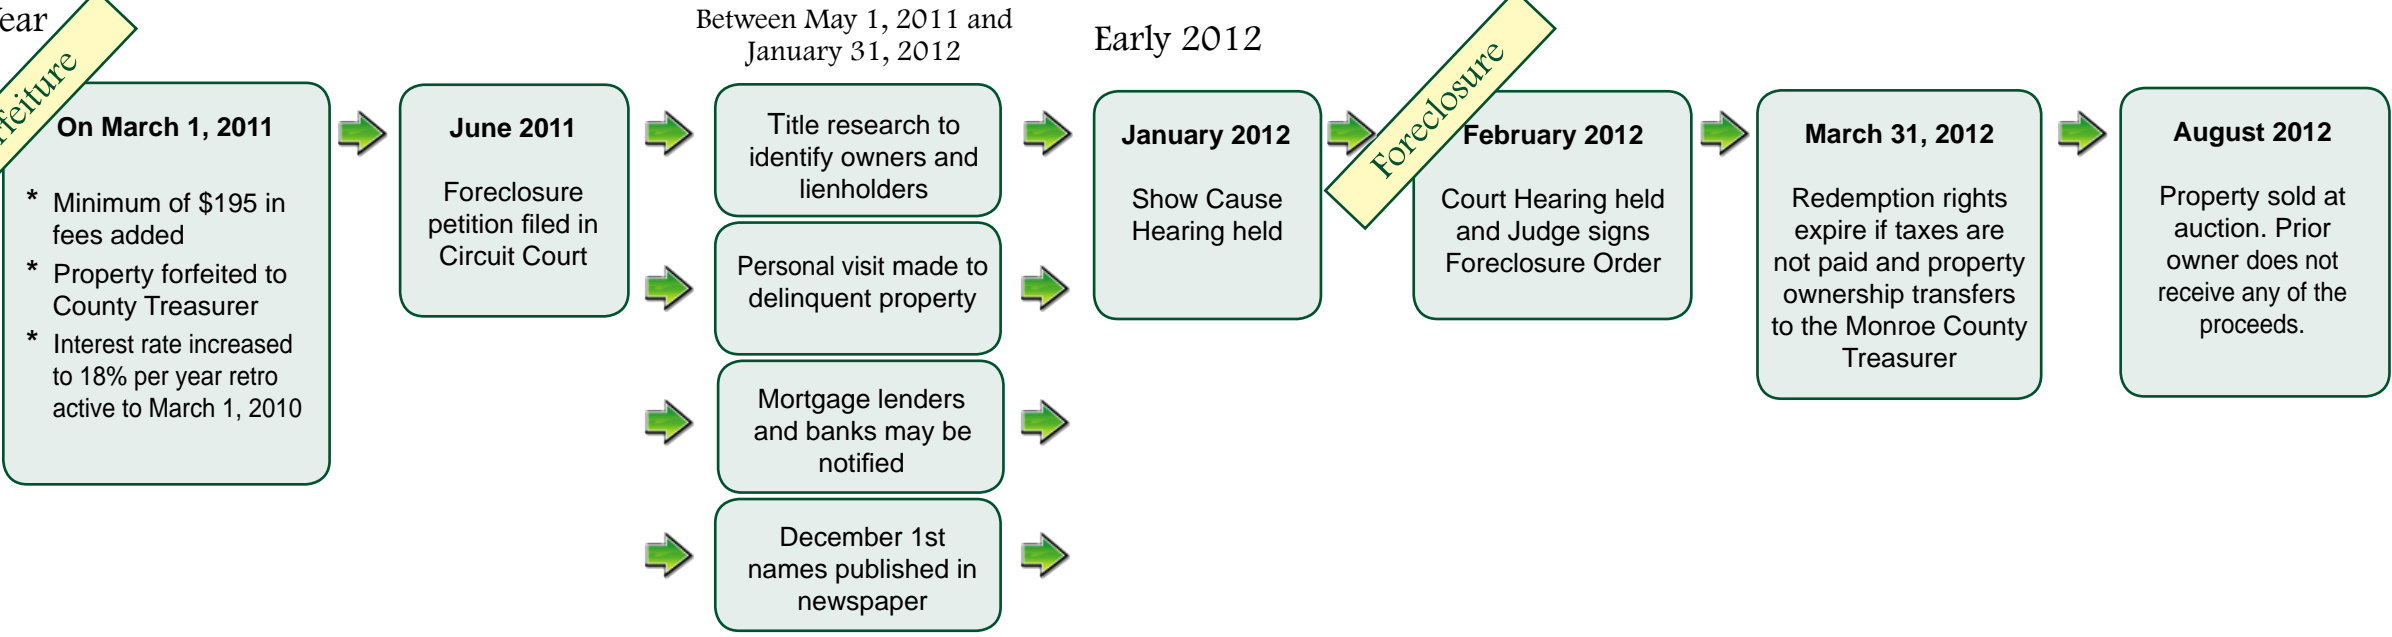 Between May 1, 2011 and
January 31, 2012
Early 2012
On March 1, 2011
* Minimum of $195 in
fees added
* Property forfeited to
County Treasurer
* Interest rate increased
to 18% per year retro
active to March 1, 2010
June 2011
Foreclosure
petition filed in
Circuit Court
Title research to
identify owners and
lienholders
Personal visit made to
delinquent property
Mortgage lenders
and banks may be
notified
December 1st
names published in
newspaper
January 2012
Show Cause
Hearing held
Foreclosure
February 2012
Court Hearing held
and Judge signs
Foreclosure Order
March 31, 2012
Redemption rights
expire if taxes are
not paid and property
ownership transfers
to the Monroe County
Treasurer
August 2012
Property sold at
auction. Prior
owner does not
receive any of the
proceeds.